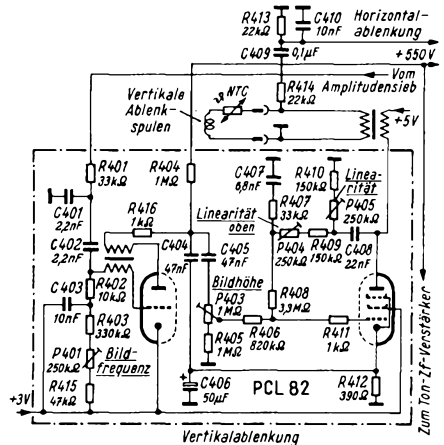 R413
22kΩ
C410
10nF
Horizontal-
ablenkung
C409
0,1µF
+550V
Vom
Amplitudensieb
R414
22kΩ
NTC
Vertikale
Ablenk-
spulen
+5V
R401
33kΩ
R404
1MΩ
C407
6,8nF
R410
150kΩ
Lineari-
tät
C401
2,2nF
R416
1kΩ
R407
33kΩ
P405
250kΩ
Linearität
oben
C402
2,2nF
C404
47nF
C405
47nF
P404
250kΩ
R409
150kΩ
C408
22nF
C403
10nF
R402
10kΩ
Bildhöhe
P403
1MΩ
R408
3,3MΩ
R403
330kΩ
R405
1MΩ
R406
820kΩ
R411
1kΩ
P401
250kΩ
Bild-
frequenz
R415
47kΩ
C406
50µF
PCL 82
R412
390Ω
+3V
Vertikalablenkung
Zum Ton-Zf-Verstärker